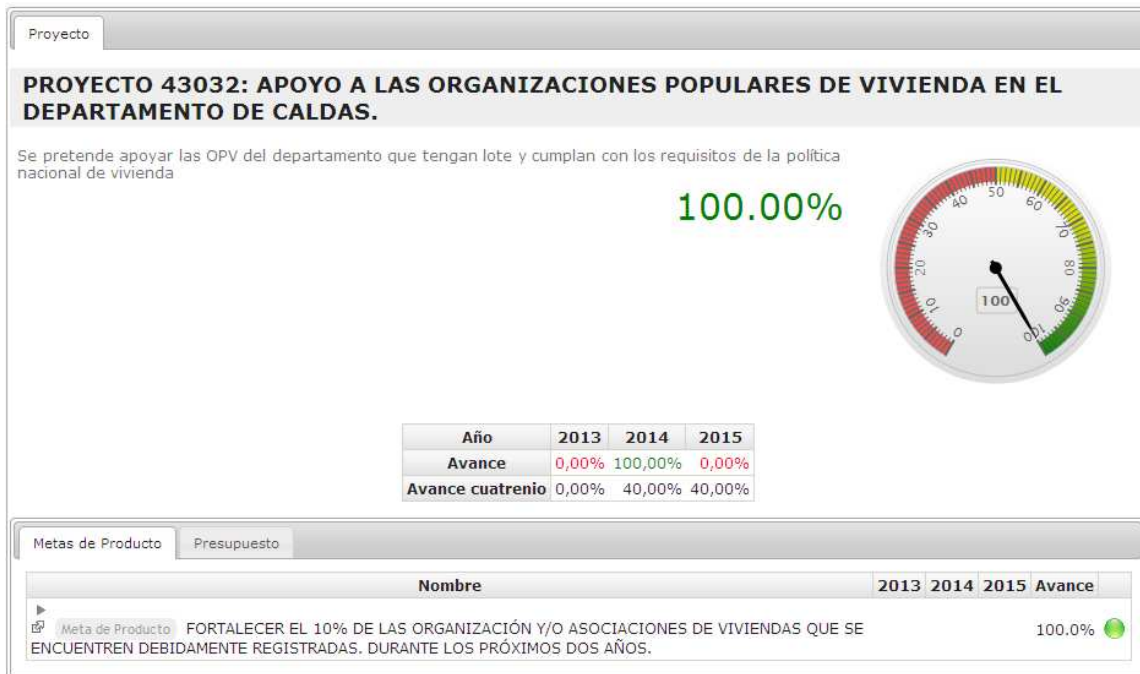 Proyecto
PROYECTO 43032: APOYO A LAS ORGANIZACIONES POPULARES DE VIVIENDA EN EL
DEPARTAMENTO DE CALDAS.
Se pretende apoyar las OPV del departamento que tengan lote y cumplan con los requisitos de la política
nacional de vivienda
100.00%
0 10 20 30 40 50 60 70 80 90 100
100
Año 2013 2014 2015
Avance 0,00% 100,00% 0,00%
Avance cuatrenio 0,00% 40,00% 40,00%
Metas de Producto Presupuesto
Nombre 2013 2014 2015 Avance
Meta de Producto FORTALECER EL 10% DE LAS ORGANIZACIÓN Y/O ASOCIACIONES DE VIVIENDAS QUE SE 100.0%
ENCUENTREN DEBIDAMENTE REGISTRADAS. DURANTE LOS PRÓXIMOS DOS AÑOS.